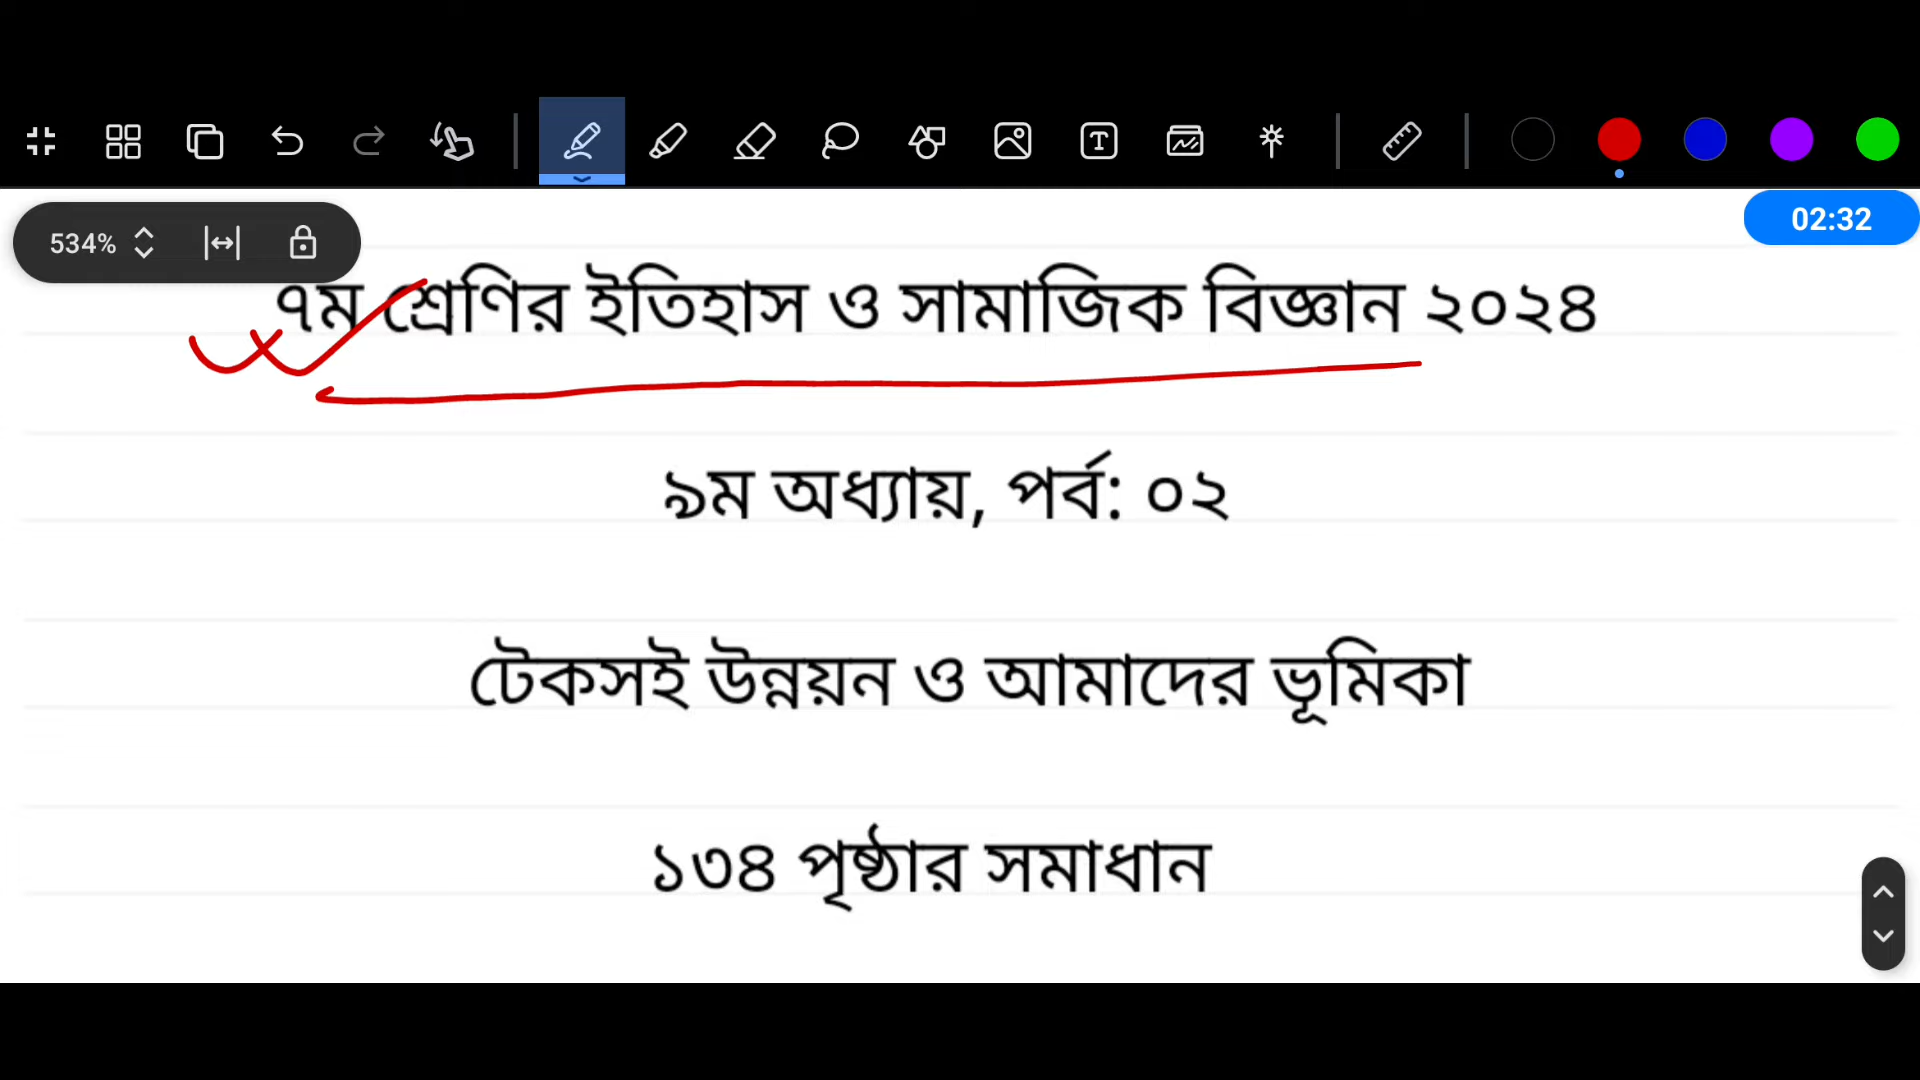 534%
02:32
৭ম শ্রেণির ইতিহাস ও সামাজিক বিজ্ঞান ২০২৪
৯ম অধ্যায়, পর্ব: ০২
টেকসই উন্নয়ন ও আমাদের ভূমিকা
১৩৪ পৃষ্ঠার সমাধান